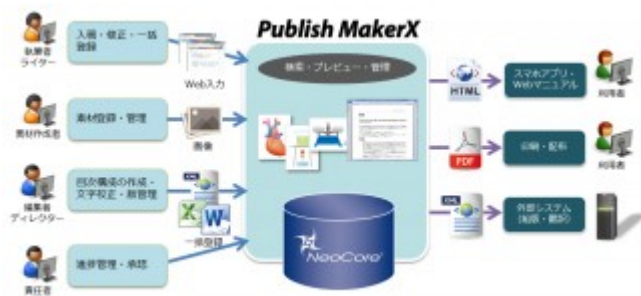 Publish MakerX
執筆者
ライター
入稿・修正・一括
登録
Web入力
検索・プレビュー・管理
HTML
スマホアプリ・
Webマニュアル
利用者
素材作成者
素材登録・管理
画像
PDF
印刷・配布
利用者
編集者
ディレクター
目次構成の作成・
文字校正・版管理
XML
一括登録
NeoCore
XML
外部システム
(組版・翻訳)
責任者
進捗管理・承認